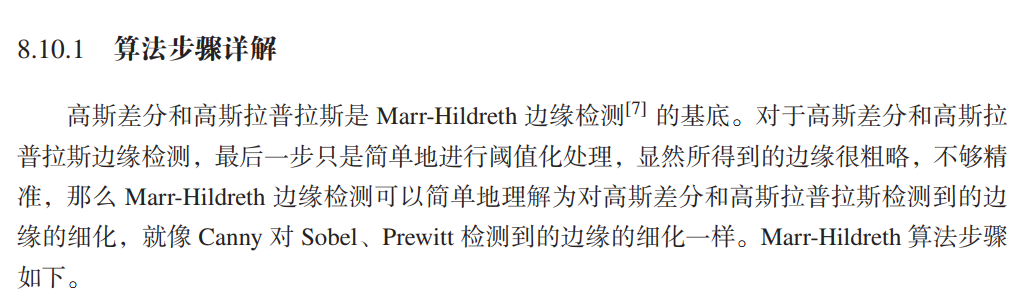 8.10.1 算法步骤详解
高斯差分和高斯拉普拉斯是 Marr-Hildreth 边缘检测[7] 的基底。对于高斯差分和高斯拉
普拉斯边缘检测，最后一步只是简单地进行阈值化处理，显然所得到的边缘很粗略，不够精
准，那么 Marr-Hildreth 边缘检测可以简单地理解为对高斯差分和高斯拉普拉斯检测到的边
缘的细化，就像 Canny 对 Sobel、Prewitt 检测到的边缘的细化一样。Marr-Hildreth 算法步骤
如下。